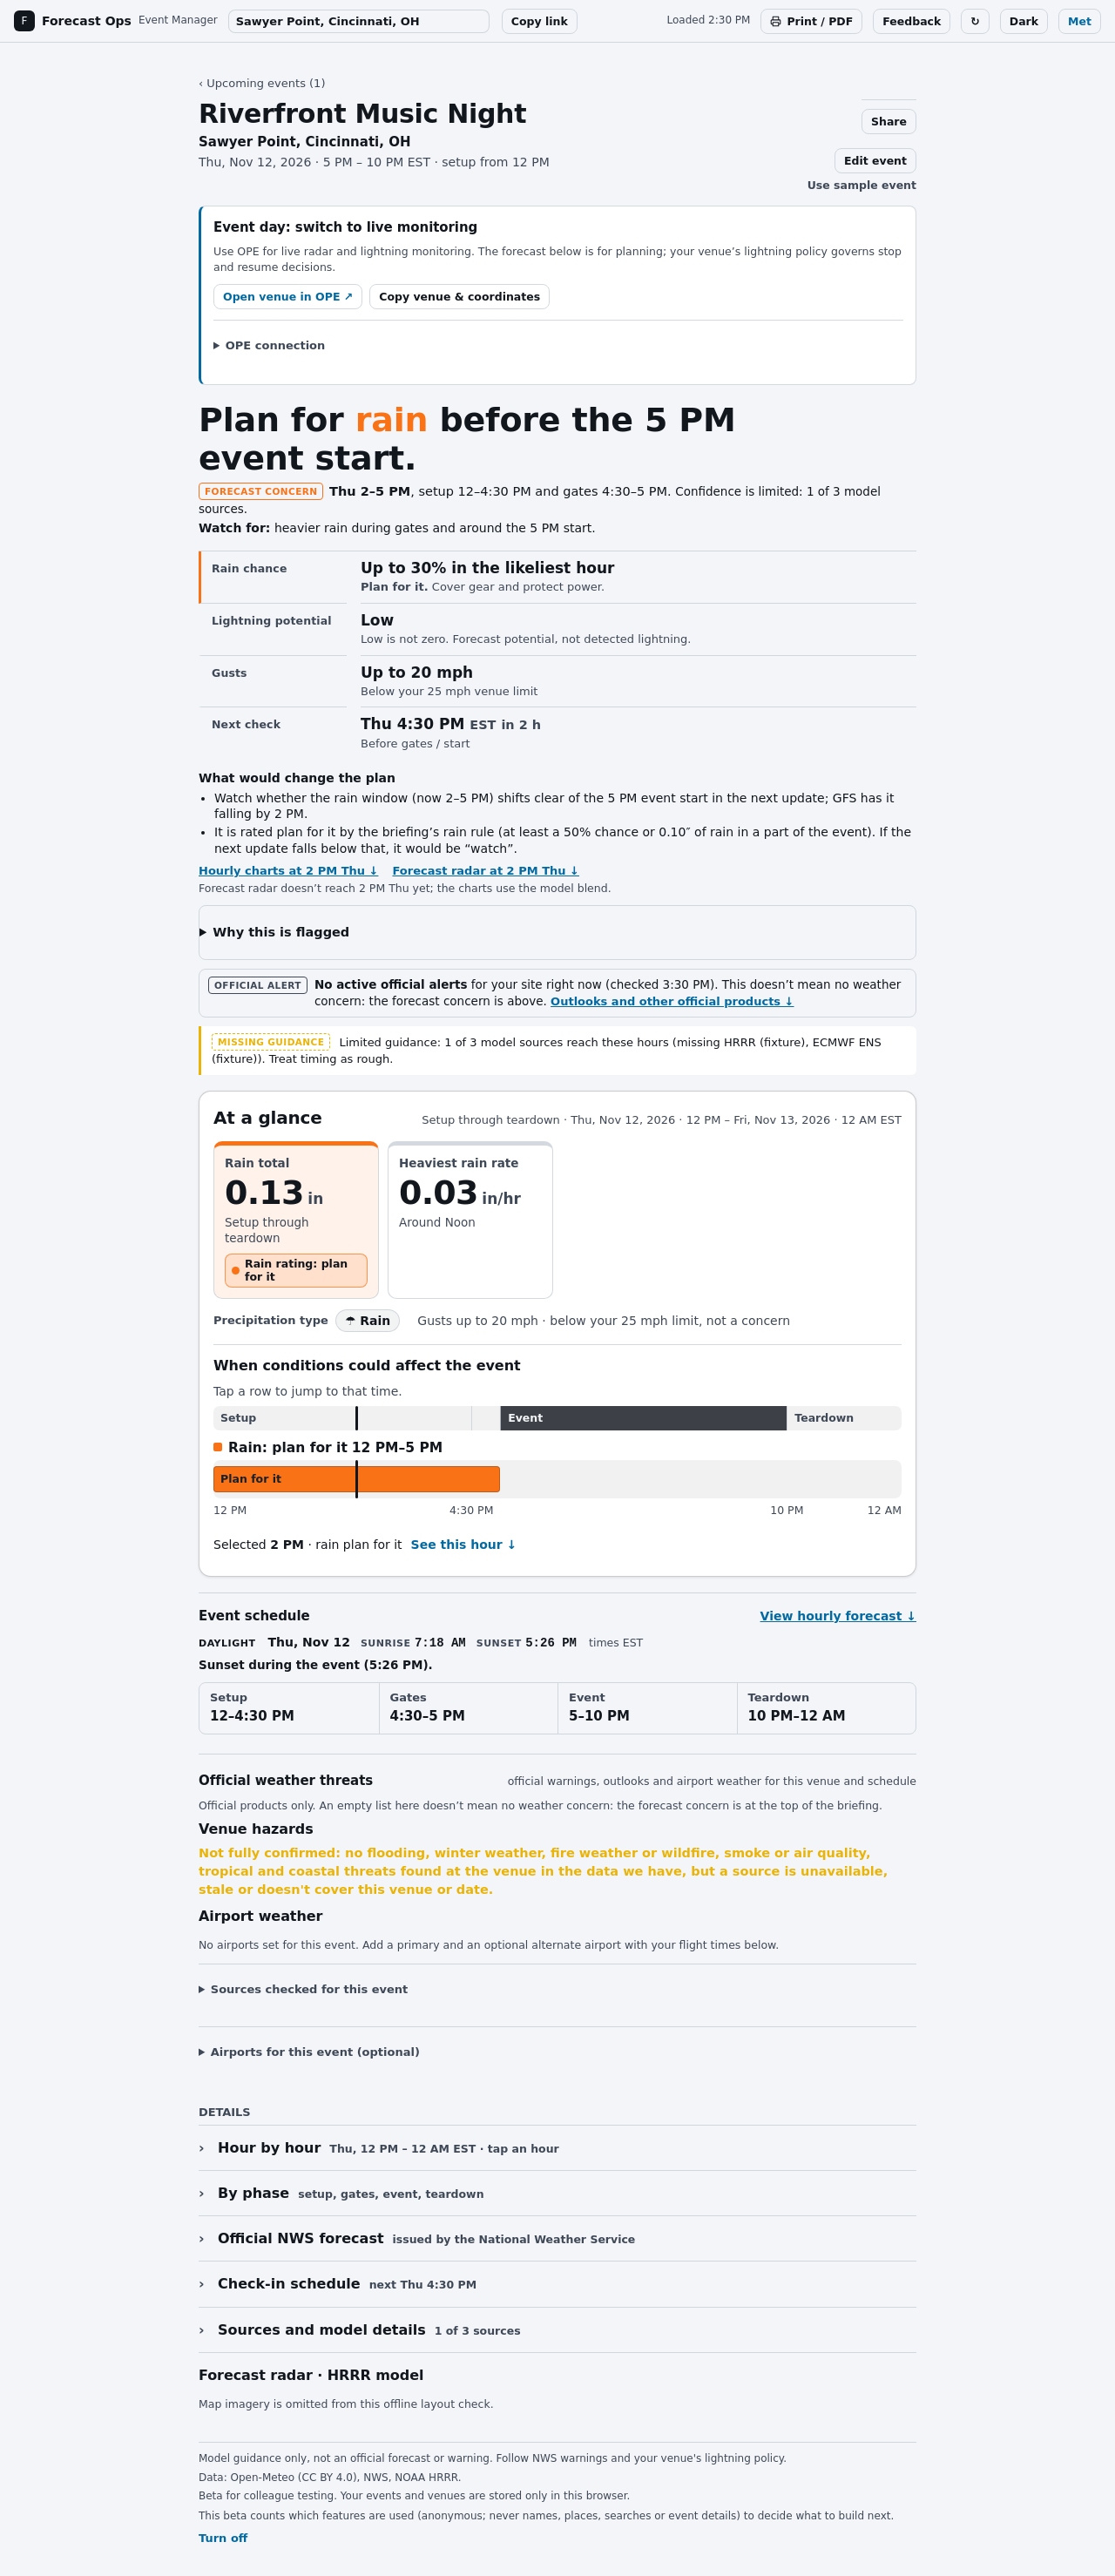 F Forecast Ops Event Manager Sawyer Point, Cincinnati, OH Copy link Loaded 2:30 PM Print / PDF Feedback ↻ Dark Met
‹ Upcoming events (1)
Riverfront Music Night
Share
Sawyer Point, Cincinnati, OH
Thu, Nov 12, 2026 · 5 PM – 10 PM EST · setup from 12 PM
Edit event
Use sample event
Event day: switch to live monitoring
Use OPE for live radar and lightning monitoring. The forecast below is for planning; your venue’s lightning policy governs stop
and resume decisions.
Open venue in OPE ↗ Copy venue & coordinates
▶ OPE connection
Plan for rain before the 5 PM
event start.
FORECAST CONCERN Thu 2–5 PM, setup 12–4:30 PM and gates 4:30–5 PM. Confidence is limited: 1 of 3 model
sources.
Watch for: heavier rain during gates and around the 5 PM start.
Rain chance Up to 30% in the likeliest hour
Plan for it. Cover gear and protect power.
Lightning potential Low
Low is not zero. Forecast potential, not detected lightning.
Gusts Up to 20 mph
Below your 25 mph venue limit
Next check Thu 4:30 PM EST in 2 h
Before gates / start
What would change the plan
• Watch whether the rain window (now 2–5 PM) shifts clear of the 5 PM event start in the next update; GFS has it
falling by 2 PM.
• It is rated plan for it by the briefing’s rain rule (at least a 50% chance or 0.10″ of rain in a part of the event). If the
next update falls below that, it would be “watch”.
Hourly charts at 2 PM Thu ↓ Forecast radar at 2 PM Thu ↓
Forecast radar doesn’t reach 2 PM Thu yet; the charts use the model blend.
▶ Why this is flagged
OFFICIAL ALERT No active official alerts for your site right now (checked 3:30 PM). This doesn’t mean no weather
concern: the forecast concern is above. Outlooks and other official products ↓
MISSING GUIDANCE Limited guidance: 1 of 3 model sources reach these hours (missing HRRR (fixture), ECMWF ENS
(fixture)). Treat timing as rough.
At a glance Setup through teardown · Thu, Nov 12, 2026 · 12 PM – Fri, Nov 13, 2026 · 12 AM EST
Rain total Heaviest rain rate
0.13 in 0.03 in/hr
Setup through Around Noon
teardown
Rain rating: plan
for it
Precipitation type ☂ Rain Gusts up to 20 mph · below your 25 mph limit, not a concern
When conditions could affect the event
Tap a row to jump to that time.
Setup Event Teardown
Rain: plan for it 12 PM–5 PM
Plan for it
12 PM 4:30 PM 10 PM 12 AM
Selected 2 PM · rain plan for it See this hour ↓
Event schedule View hourly forecast ↓
DAYLIGHT Thu, Nov 12 SUNRISE 7:18 AM SUNSET 5:26 PM times EST
Sunset during the event (5:26 PM).
Setup Gates Event Teardown
12–4:30 PM 4:30–5 PM 5–10 PM 10 PM–12 AM
Official weather threats official warnings, outlooks and airport weather for this venue and schedule
Official products only. An empty list here doesn’t mean no weather concern: the forecast concern is at the top of the briefing.
Venue hazards
Not fully confirmed: no flooding, winter weather, fire weather or wildfire, smoke or air quality,
tropical and coastal threats found at the venue in the data we have, but a source is unavailable,
stale or doesn't cover this venue or date.
Airport weather
No airports set for this event. Add a primary and an optional alternate airport with your flight times below.
▶ Sources checked for this event
▶ Airports for this event (optional)
DETAILS
› Hour by hour Thu, 12 PM – 12 AM EST · tap an hour
› By phase setup, gates, event, teardown
› Official NWS forecast issued by the National Weather Service
› Check-in schedule next Thu 4:30 PM
› Sources and model details 1 of 3 sources
Forecast radar · HRRR model
Map imagery is omitted from this offline layout check.
Model guidance only, not an official forecast or warning. Follow NWS warnings and your venue's lightning policy.
Data: Open-Meteo (CC BY 4.0), NWS, NOAA HRRR.
Beta for colleague testing. Your events and venues are stored only in this browser.
This beta counts which features are used (anonymous; never names, places, searches or event details) to decide what to build next.
Turn off